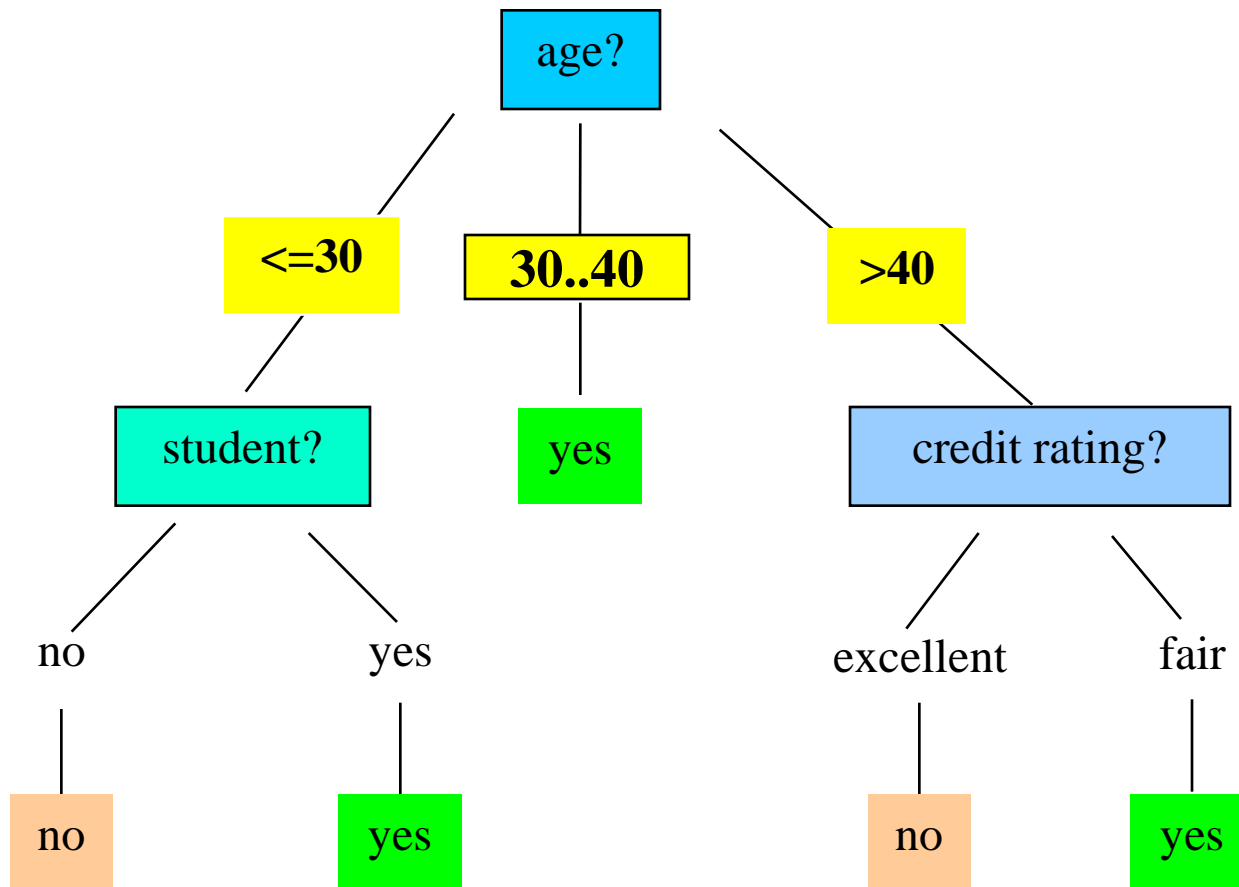 age?
<=30
30..40
>40
student?
yes
credit rating?
no
yes
excellent
fair
no
yes
no
yes